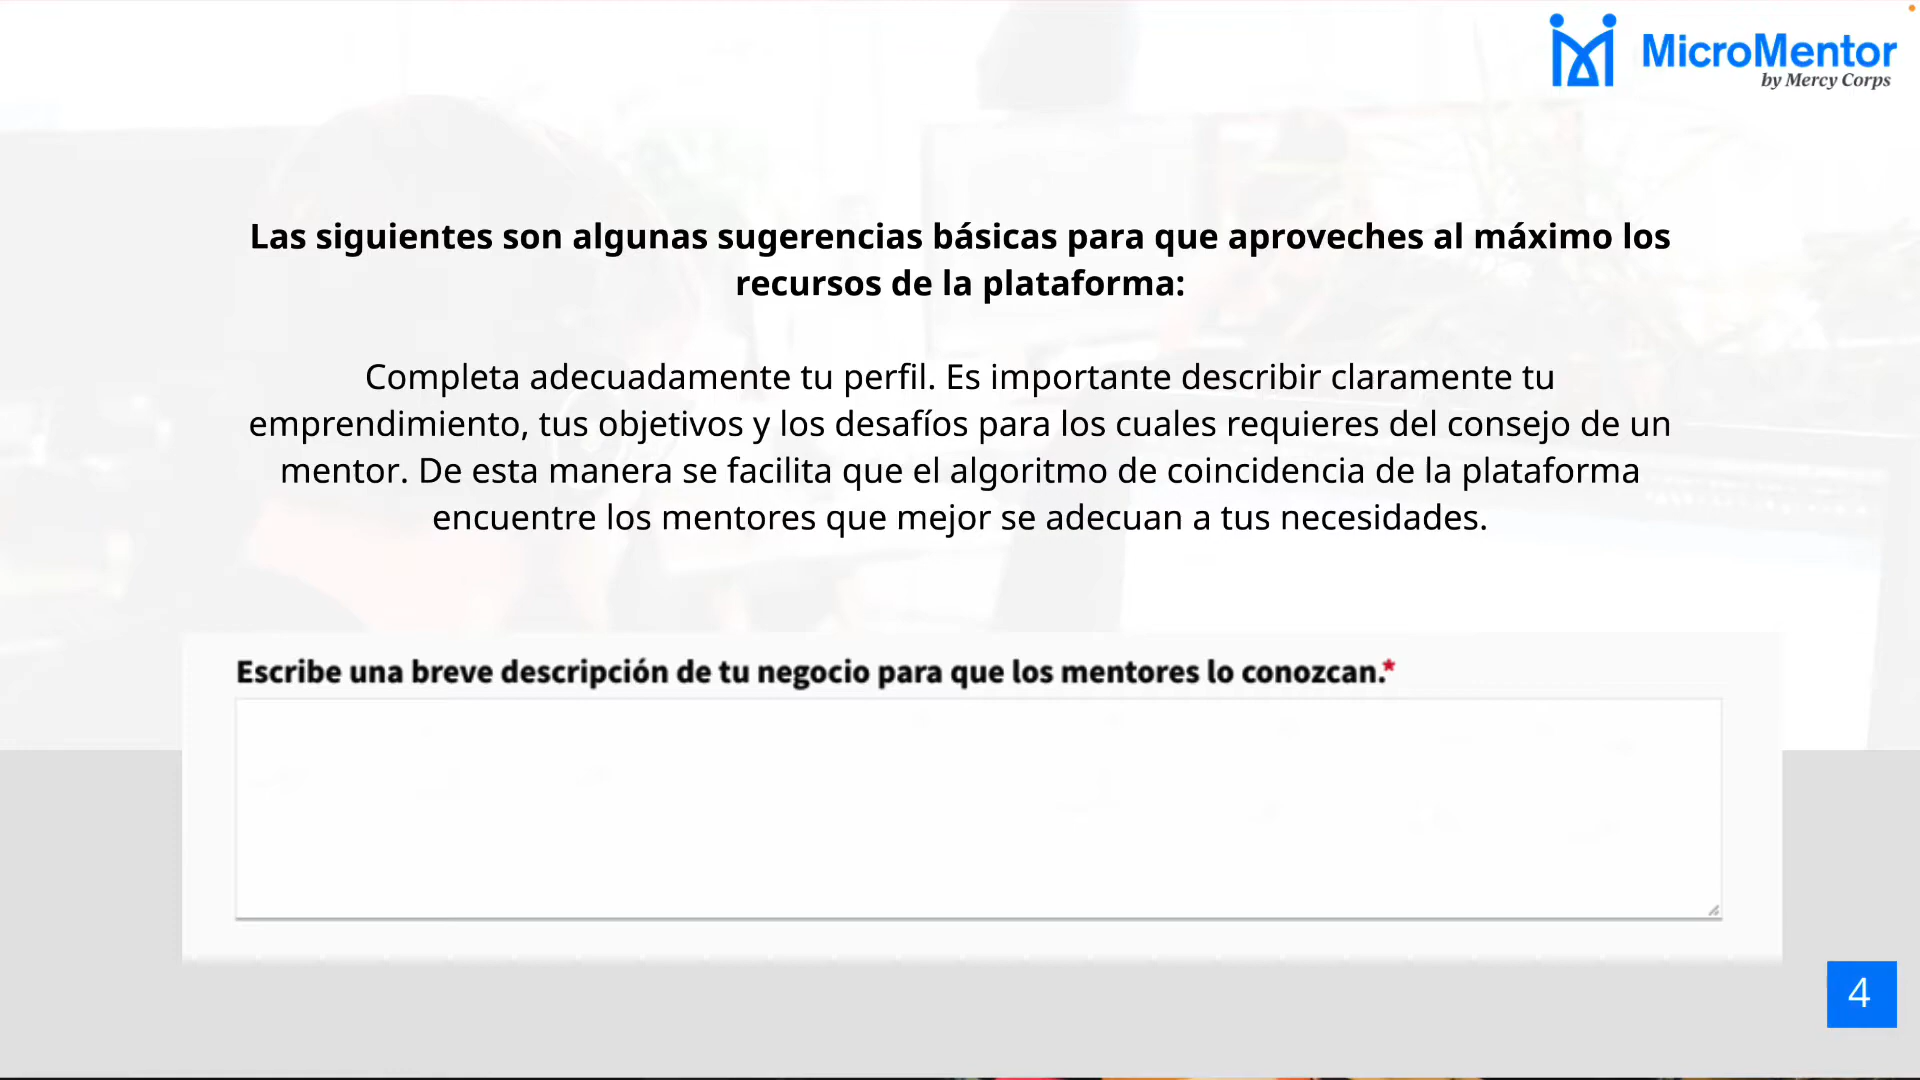 MicroMentor
by Mercy Corps
Las siguientes son algunas sugerencias básicas para que aproveches al máximo los
recursos de la plataforma:
Completa adecuadamente tu perfil. Es importante describir claramente tu
emprendimiento, tus objetivos y los desafíos para los cuales requieres del consejo de un
mentor. De esta manera se facilita que el algoritmo de coincidencia de la plataforma
encuentre los mentores que mejor se adecuan a tus necesidades.
Escribe una breve descripción de tu negocio para que los mentores lo conozcan.*
4